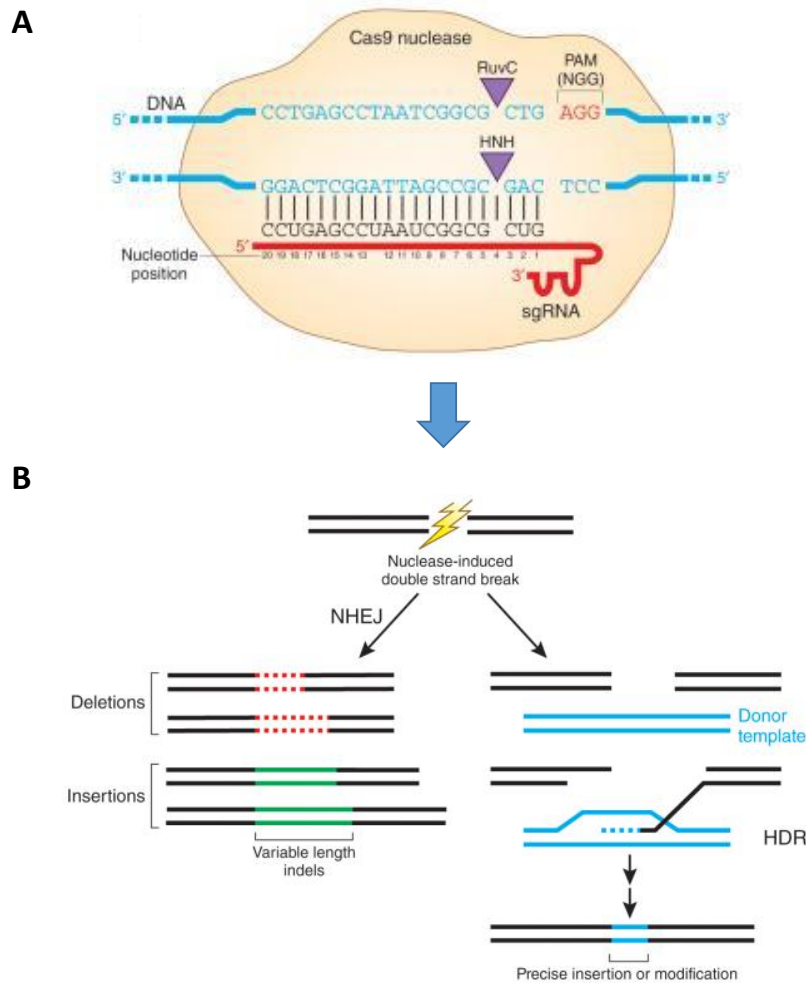 A
Cas9 nuclease
RuvC
PAM
(NGG)
DNA
5′ CCTGAGCCTAATCGGCG CTG AGG 3′
HNH
3′ GGACTCGGATTAGCCGC GAC TCC 5′
CCUGAGCCUAAUCGGCG CUG
5′
Nucleotide
position
20 19 18 17 16 15 14 13 12 11 10 9 8 7 6 5 4 3 2 1
3′
sgRNA
B
Nuclease-induced
double strand break
NHEJ
Deletions
Donor
template
Insertions
HDR
Variable length
indels
Precise insertion or modification